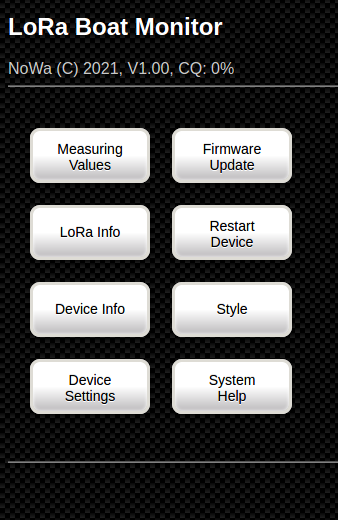 LoRa Boat Monitor
NoWa (C) 2021, V1.00, CQ: 0%
Measuring
Values
Firmware
Update
LoRa Info
Restart
Device
Device Info
Style
Device
Settings
System
Help